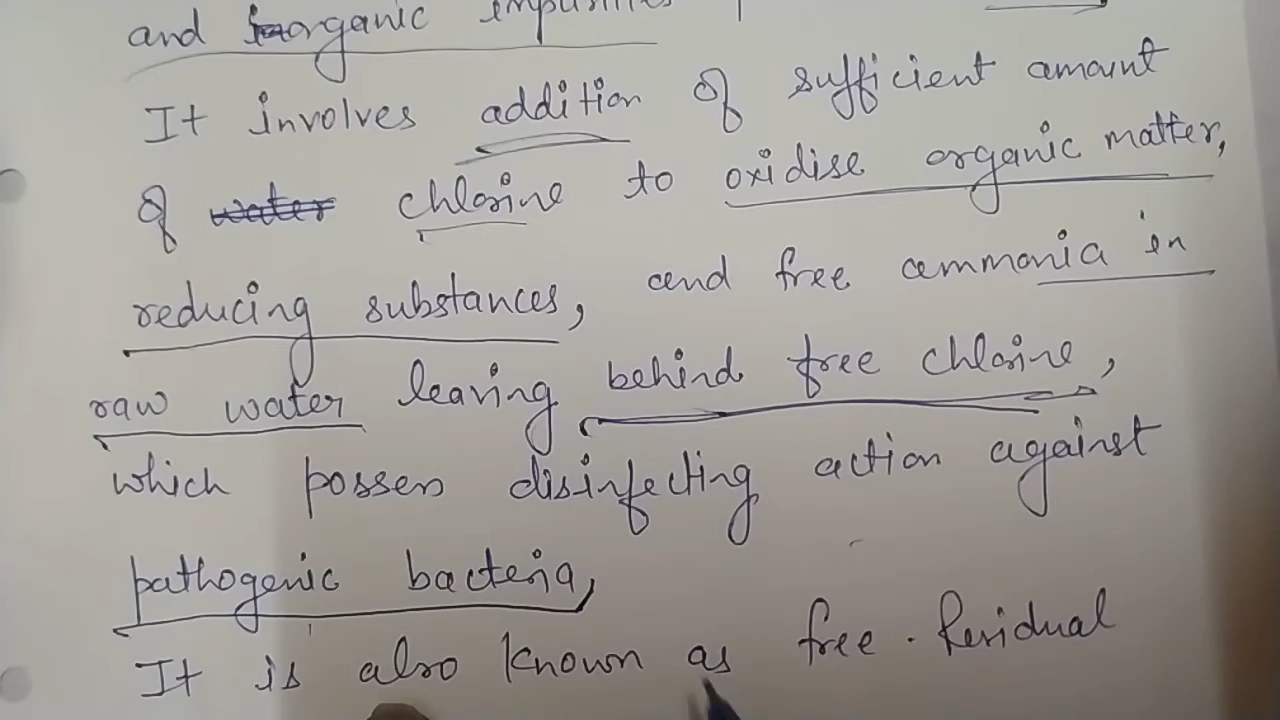 and organic impurities
It involves addition of sufficient amount
of water chlorine to oxidise organic matter,
reducing substances, and free ammonia in
raw water leaving behind free chlorine,
which posses disinfecting action against
pathogenic bacteria,
It is also known as free. Residual